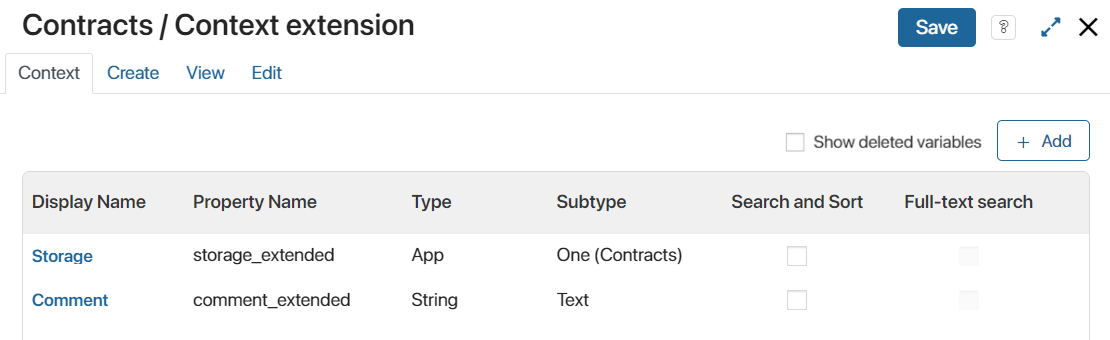 Contracts / Context extension
Save
?
Context Create View Edit
Show deleted variables
+ Add
Display Name Property Name Type Subtype Search and Sort Full-text search
Storage storage_extended App One (Contracts)
Comment comment_extended String Text